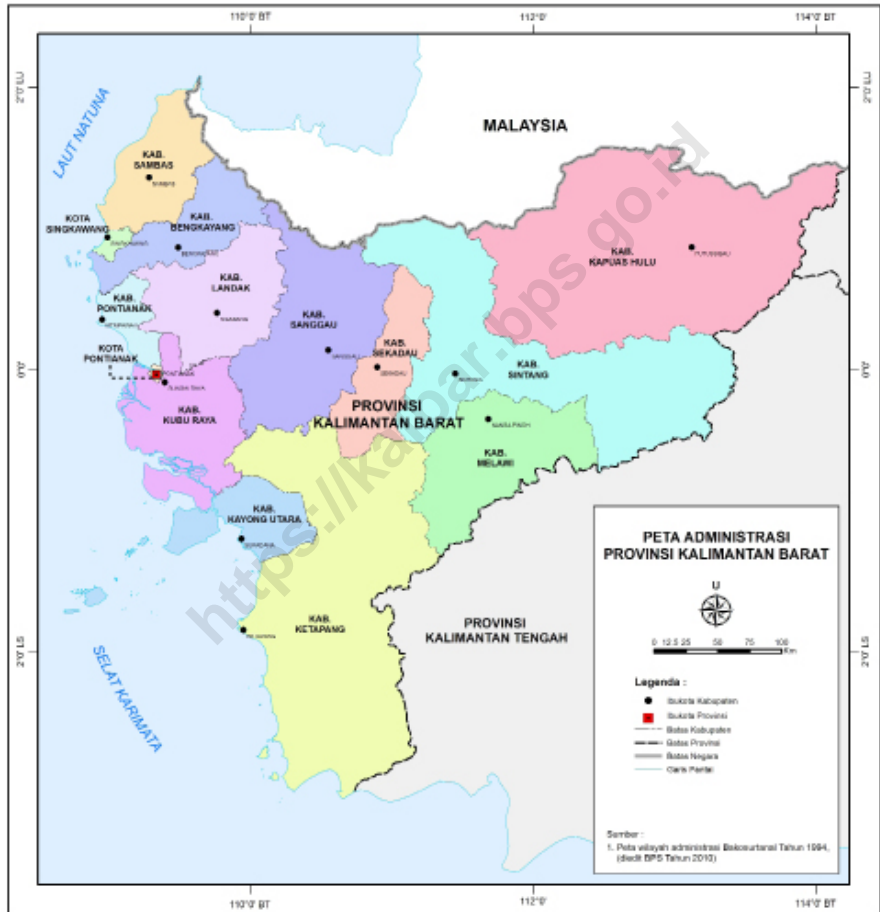 110°0' BT
112°0' BT
114°0' BT
2°0' LU
2°0' LU
LAUT NATUNA
MALAYSIA
KAB.
SAMBAS
SAMBAS
KOTA
SINGKAWANG
KAB.
BENGKAYANG
KAB.
KAPUAS HULU
KAB.
LANDAK
KAB.
PONTIANAK
KAB.
SANGGAU
KOTA
PONTIANAK
PONTIANAK
KAB.
SEKADAU
SEKADAU
KAB.
SINTANG
0°0'
0°0'
KAB.
KUBU RAYA
PROVINSI
KALIMANTAN BARAT
KAB.
MELAWI
KAB.
KAYONG UTARA
KAB.
KETAPANG
PROVINSI
KALIMANTAN TENGAH
SELAT KARIMATA
2°0' LS
2°0' LS
https://kalbar.bps.go.id
PETA ADMINISTRASI
PROVINSI KALIMANTAN BARAT
U
0 12.5 25 50 75 100
Km
Legenda :
Ibukota Kabupaten
Ibukota Provinsi
Batas Kabupaten
Batas Provinsi
Batas Negara
Garis Pantai
Sumber :
1. Peta wilayah administrasi Bakosurtanal Tahun 1994,
(diedit BPS Tahun 2010)
110°0' BT
112°0' BT
114°0' BT